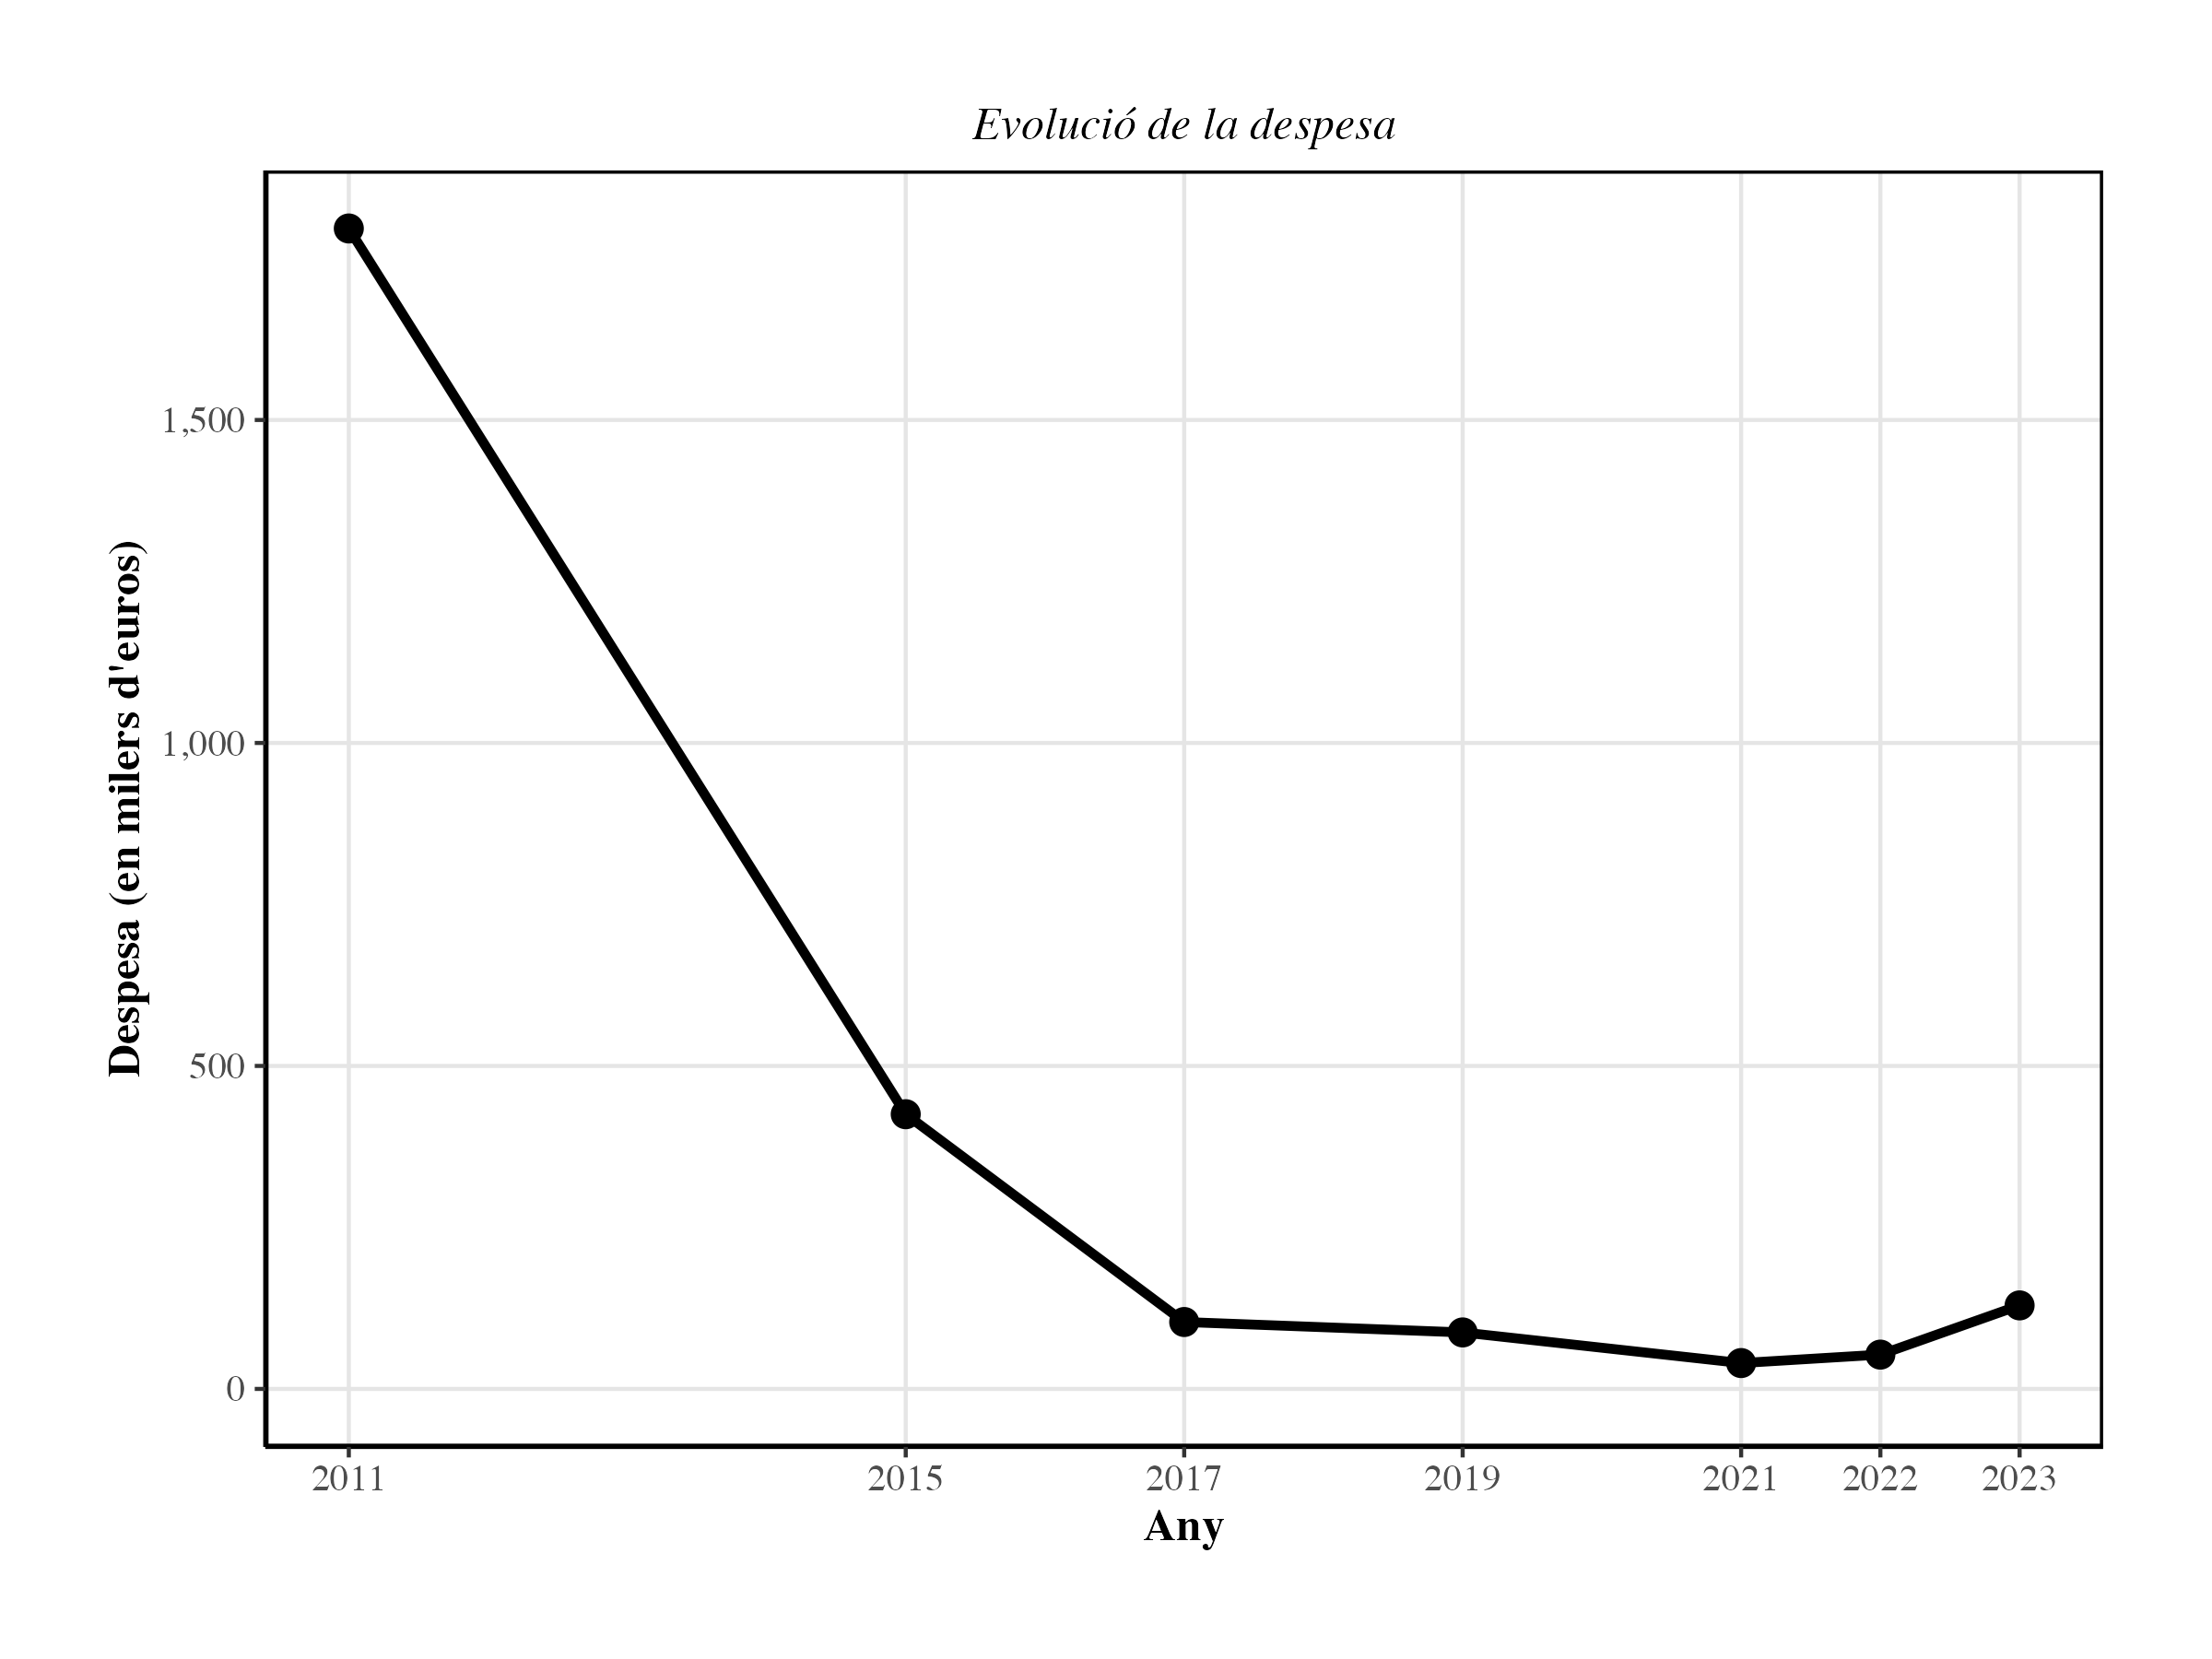 Evolució de la despesa
Despesa (en milers d'euros)
1,500
1,000
500
0
2011 2015 2017 2019 2021 2022 2023
Any